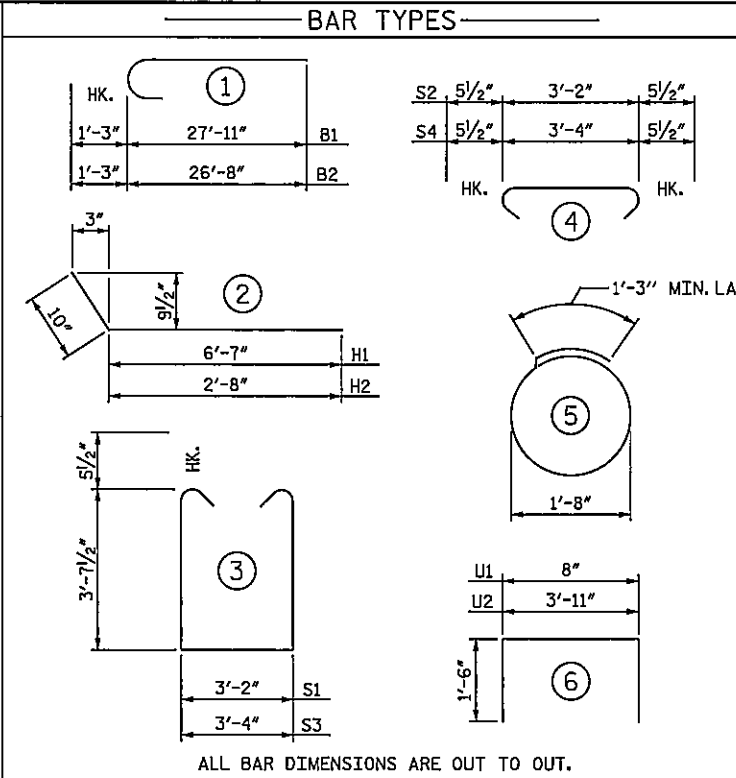 BAR TYPES
①
HK.
1'-3" 27'-11" B1
1'-3" 26'-8" B2
S2 5½" 3'-2" 5½"
S4 5½" 3'-4" 5½"
HK. HK.
④
3"
②
9½"
10"
6'-7" H1
2'-8" H2
1'-3" MIN. LA
⑤
1'-8"
5½"
HK.
3'-7½"
③
3'-2" S1
3'-4" S3
U1 8"
U2 3'-11"
1'-6"
⑥
ALL BAR DIMENSIONS ARE OUT TO OUT.